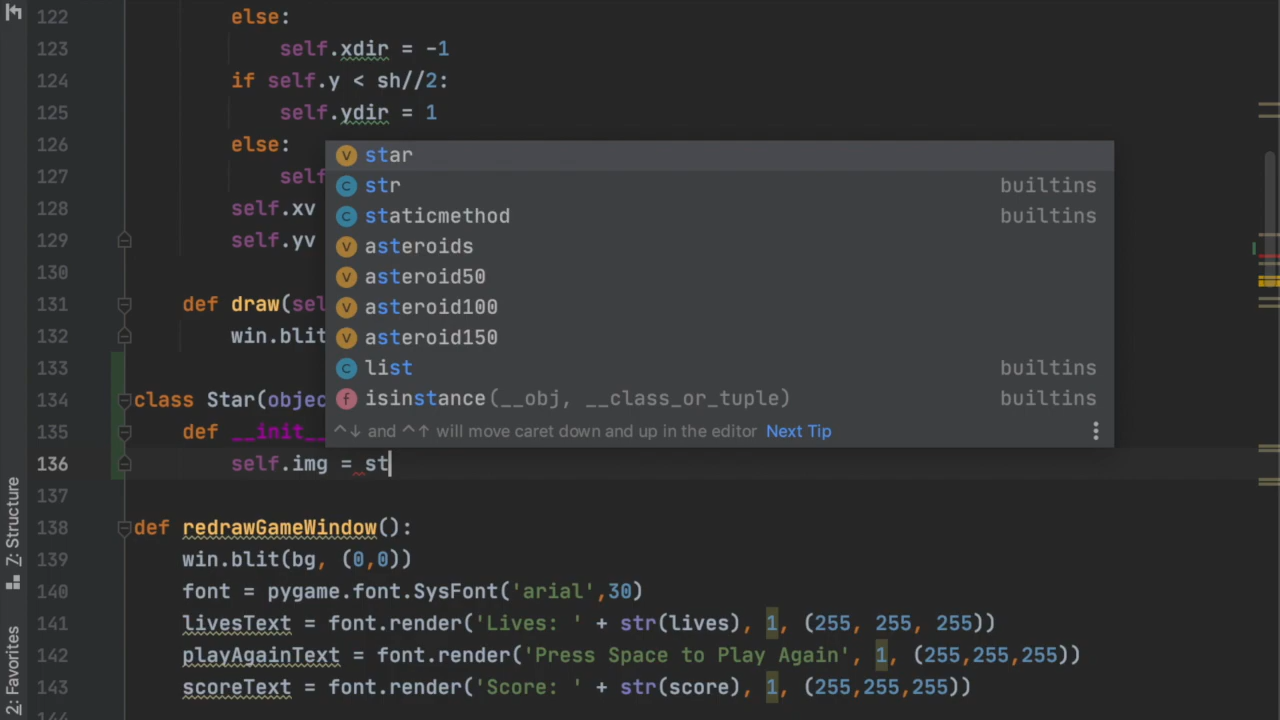 122 else:
123 self.xdir = -1
124 if self.y < sh//2:
125 self.ydir = 1
126 else:
127 self
128 self.xv
129 self.yv
130
131 def draw(sel
132 win.blit
133
134 class Star(objec
135 def __init__
136 self.img = st
137
138 def redrawGameWindow():
139 win.blit(bg, (0,0))
140 font = pygame.font.SysFont('arial',30)
141 livesText = font.render('Lives: ' + str(lives), 1, (255, 255, 255))
142 playAgainText = font.render('Press Space to Play Again', 1, (255,255,255))
143 scoreText = font.render('Score: ' + str(score), 1, (255,255,255))
V star
C str builtins
C staticmethod builtins
V asteroids
V asteroid50
V asteroid100
V asteroid150
C list builtins
f isinstance(__obj, __class_or_tuple) builtins
^↓ and ^↑ will move caret down and up in the editor Next Tip
Z: Structure
2: Favorites